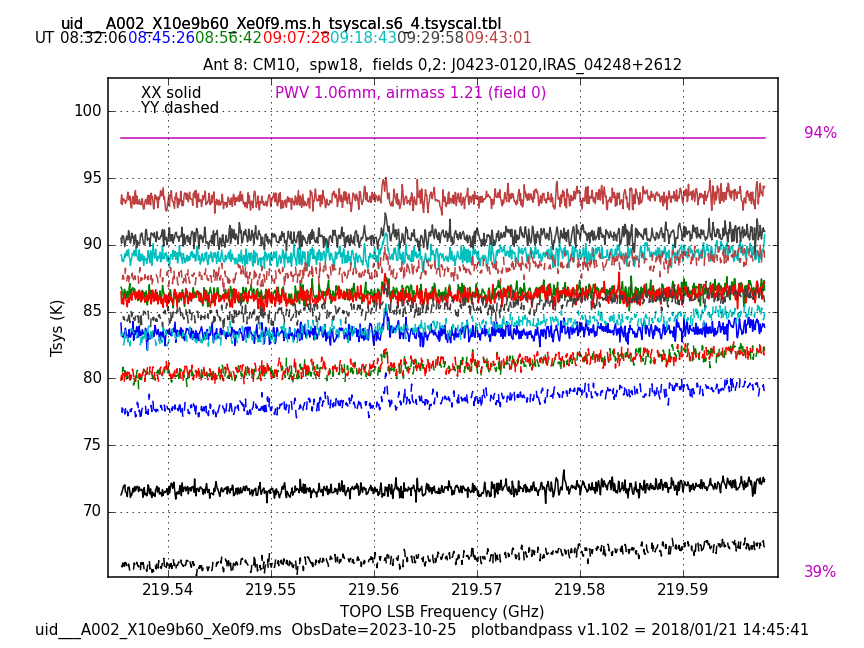 uid___A002_X10e9b60_Xe0f9.ms.h_tsyscal.s6_4.tsyscal.tbl
UT 08:32:06 08:45:26 08:56:42 09:07:28 09:18:43 09:29:58 09:43:01
Ant 8: CM10,  spw18,  fields 0,2: J0423-0120,IRAS_04248+2612
XX solid
PWV 1.06mm, airmass 1.21 (field 0)
YY dashed
100
94%
95
90
85
Tsys (K)
80
75
70
39%
219.54 219.55 219.56 219.57 219.58 219.59
TOPO LSB Frequency (GHz)
uid___A002_X10e9b60_Xe0f9.ms  ObsDate=2023-10-25   plotbandpass v1.102 = 2018/01/21 14:45:41